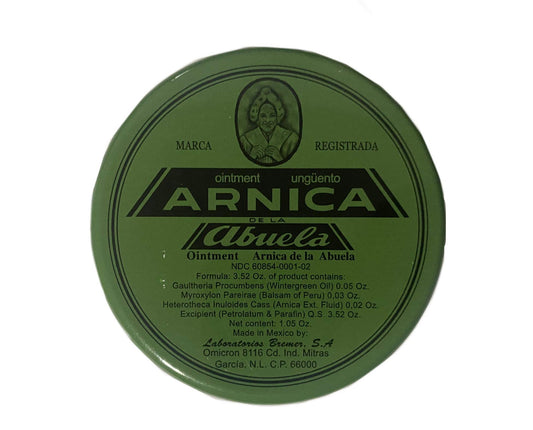 MARCA REGISTRADA
ointment ungüento
ARNICA
DE LA
Abuela
Ointment Arnica de la Abuela
NDC 60854-0001-02
Formula: 3.52 Oz. of product contains:
Gaultheria Procumbens (Wintergreen Oil) 0.05 Oz.
Myroxylon Pareirae (Balsam of Peru) 0,03 Oz.
Heterotheca Inuloides Cass (Arnica Ext. Fluid) 0,02 Oz.
Excipient (Petrolatum & Parafin) Q.S. 3.52 Oz.
Net content: 1.05 Oz.
Made in Mexico by:
Laboratorios Bremer, S.A
Omicron 8116 Cd. Ind. Mitras
García, N.L. C.P. 66000